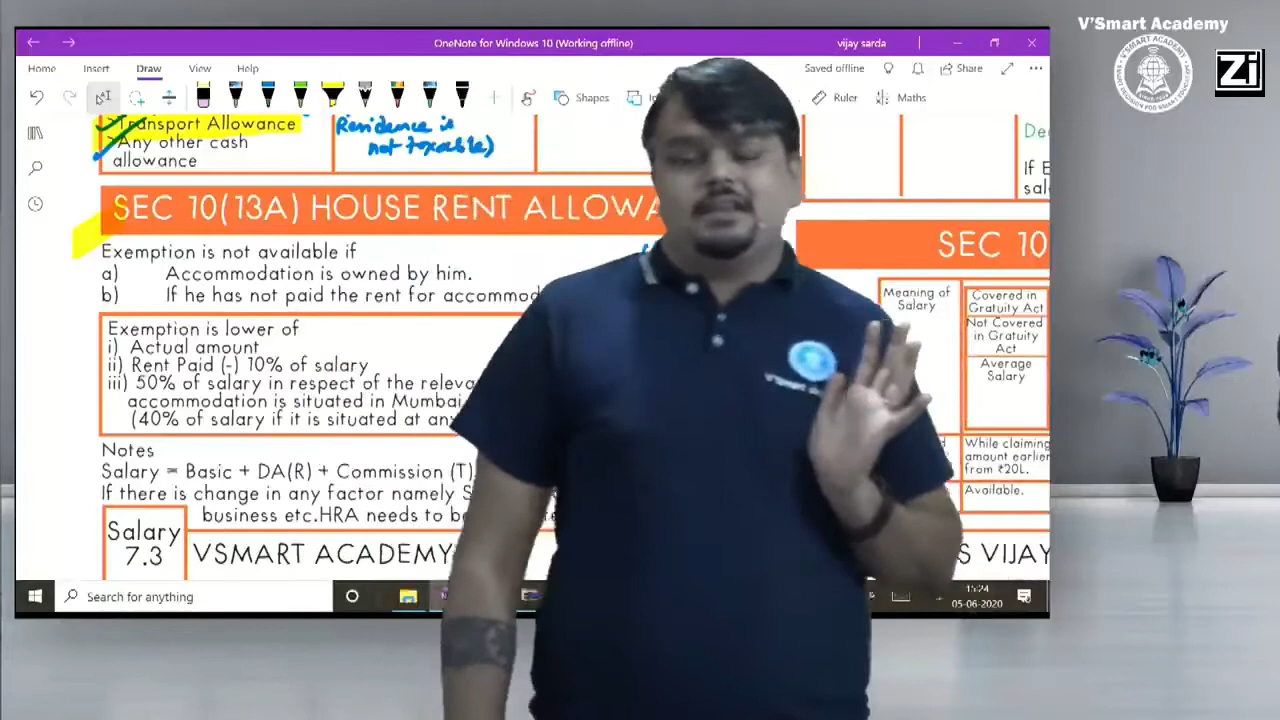 V'Smart Academy
Zi
OneNote for Windows 10 (Working offline)
vijay sarda
Home Insert Draw View Help
Saved offline
Share
Shapes
Ruler
Maths
Transport Allowance
Any other cash
allowance
Residence is
not taxable)
If E
SEC 10(13A) HOUSE RENT ALLOWA
Exemption is not available if
a) Accommodation is owned by him.
b) If he has not paid the rent for accommod
Exemption is lower of
i) Actual amount
ii) Rent Paid (-) 10% of salary
iii) 50% of salary in respect of the releva
accommodation is situated in Mumbai
(40% of salary if it is situated at an
Notes
Salary = Basic + DA(R) + Commission (T)
If there is change in any factor namely S
business etc.HRA needs to be
Salary
7.3
VSMART ACADEMY
S VIJAY
SEC 10
Meaning of
Salary
Covered in
Gratuity Act
Not Covered
in Gratuity
Act
Average
Salary
While claiming
amount earlier
from ₹20L.
Available.
V'Smart
Search for anything
15:24
05-06-2020